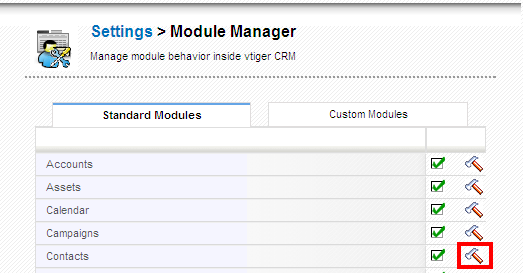 Settings > Module Manager
Manage module behavior inside vtiger CRM
Standard Modules
Custom Modules
Accounts
Assets
Calendar
Campaigns
Contacts